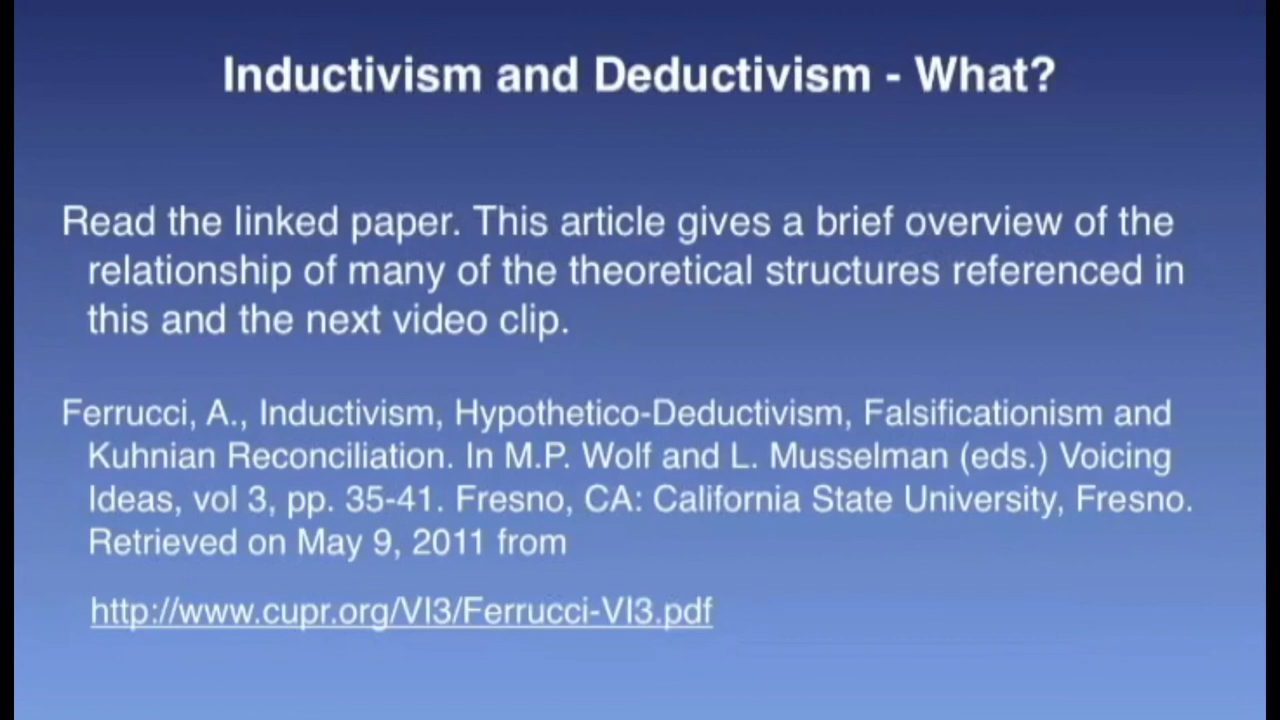 Inductivism and Deductivism - What?
Read the linked paper. This article gives a brief overview of the
relationship of many of the theoretical structures referenced in
this and the next video clip.
Ferrucci, A., Inductivism, Hypothetico-Deductivism, Falsificationism and
Kuhnian Reconciliation. In M.P. Wolf and L. Musselman (eds.) Voicing
Ideas, vol 3, pp. 35-41. Fresno, CA: California State University, Fresno.
Retrieved on May 9, 2011 from
http://www.cupr.org/VI3/Ferrucci-VI3.pdf